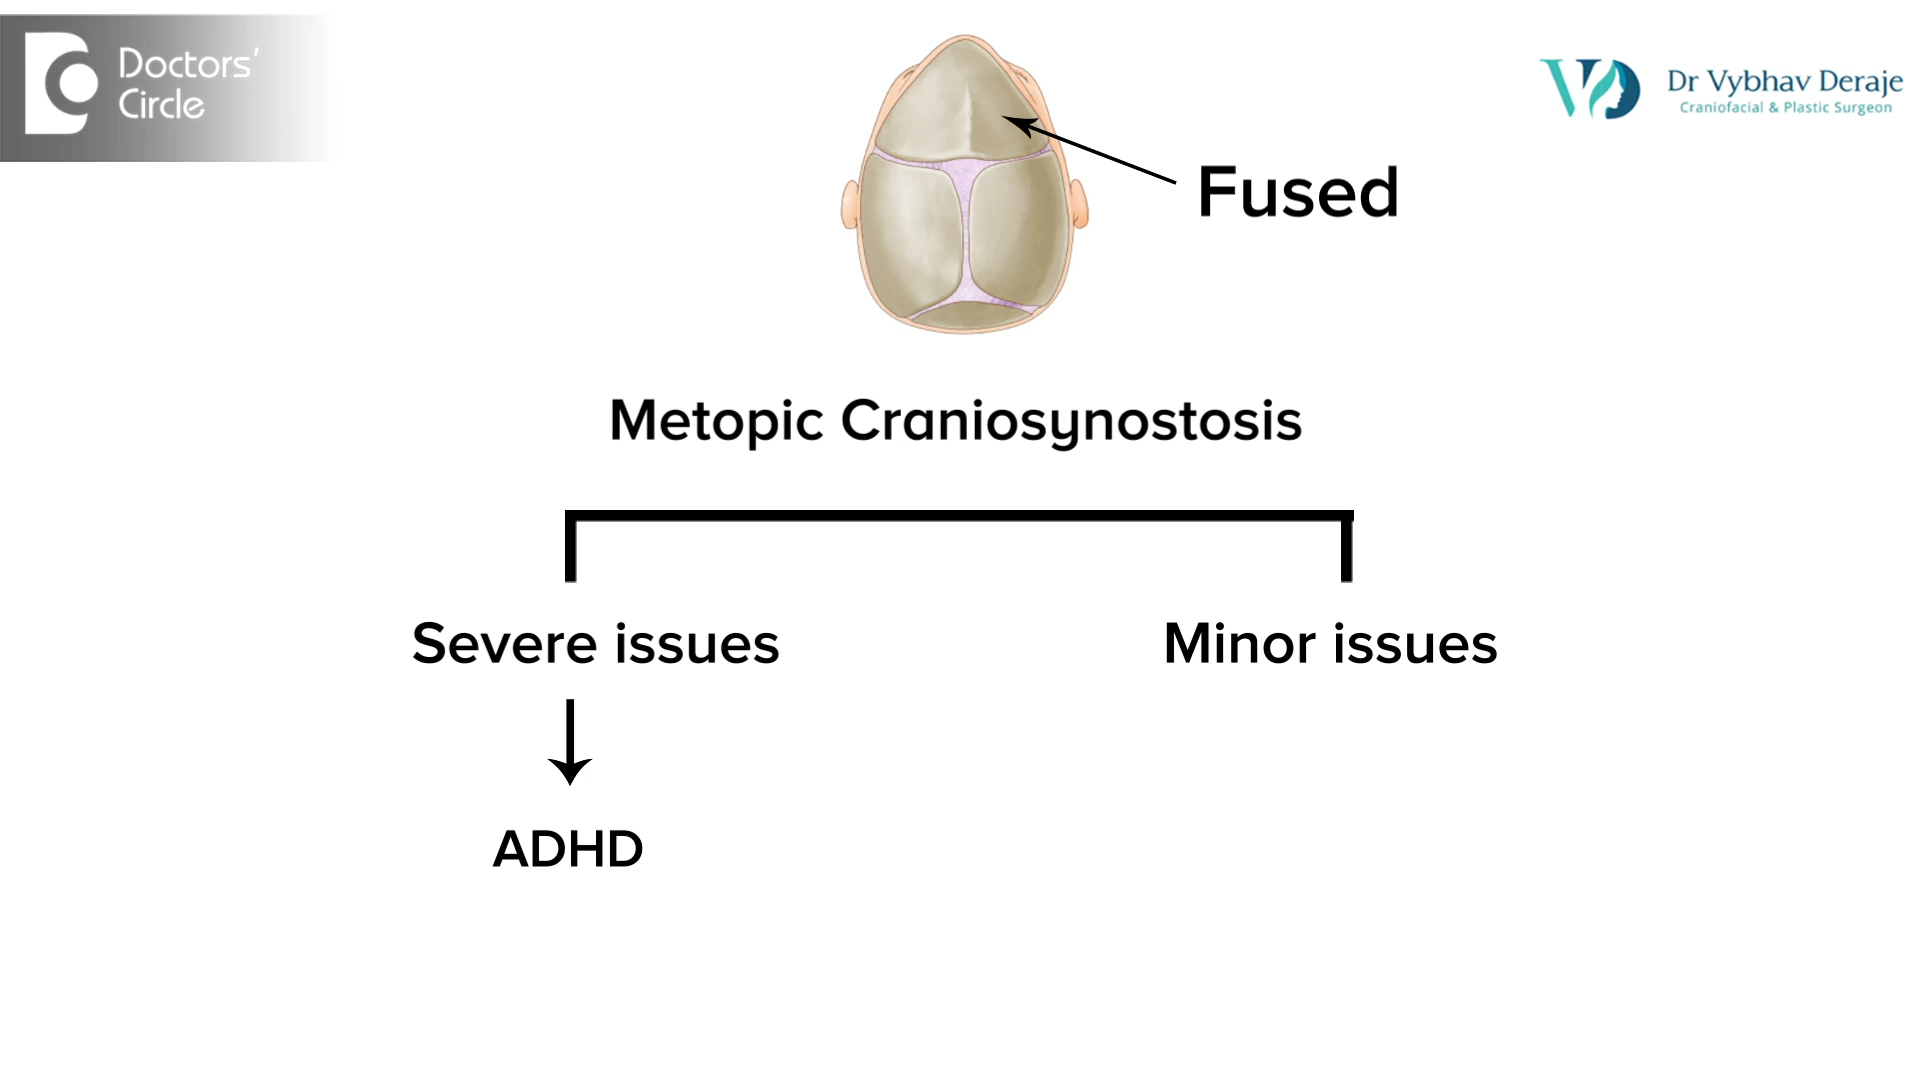 Doctors'
Circle
Dr Vybhav Deraje
Craniofacial & Plastic Surgeon
Fused
Metopic Craniosynostosis
Severe issues
Minor issues
ADHD